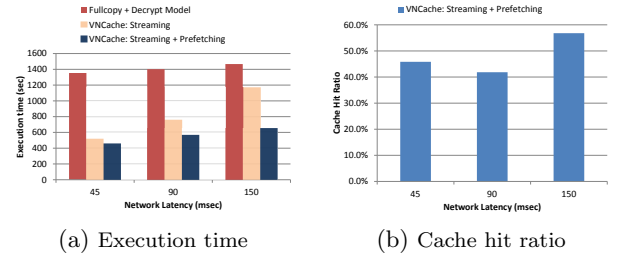 Fullcopy + Decrypt Model
VNCache: Streaming
VNCache: Streaming + Prefetching
1600
1400
1200
1000
800
600
400
200
0
Execution time (sec)
45
90
150
Network Latency (msec)
(a) Execution time
VNCache: Streaming + Prefetching
60.0%
50.0%
40.0%
30.0%
20.0%
10.0%
0.0%
Cache Hit Ratio
45
90
150
Network Latency (msec)
(b) Cache hit ratio